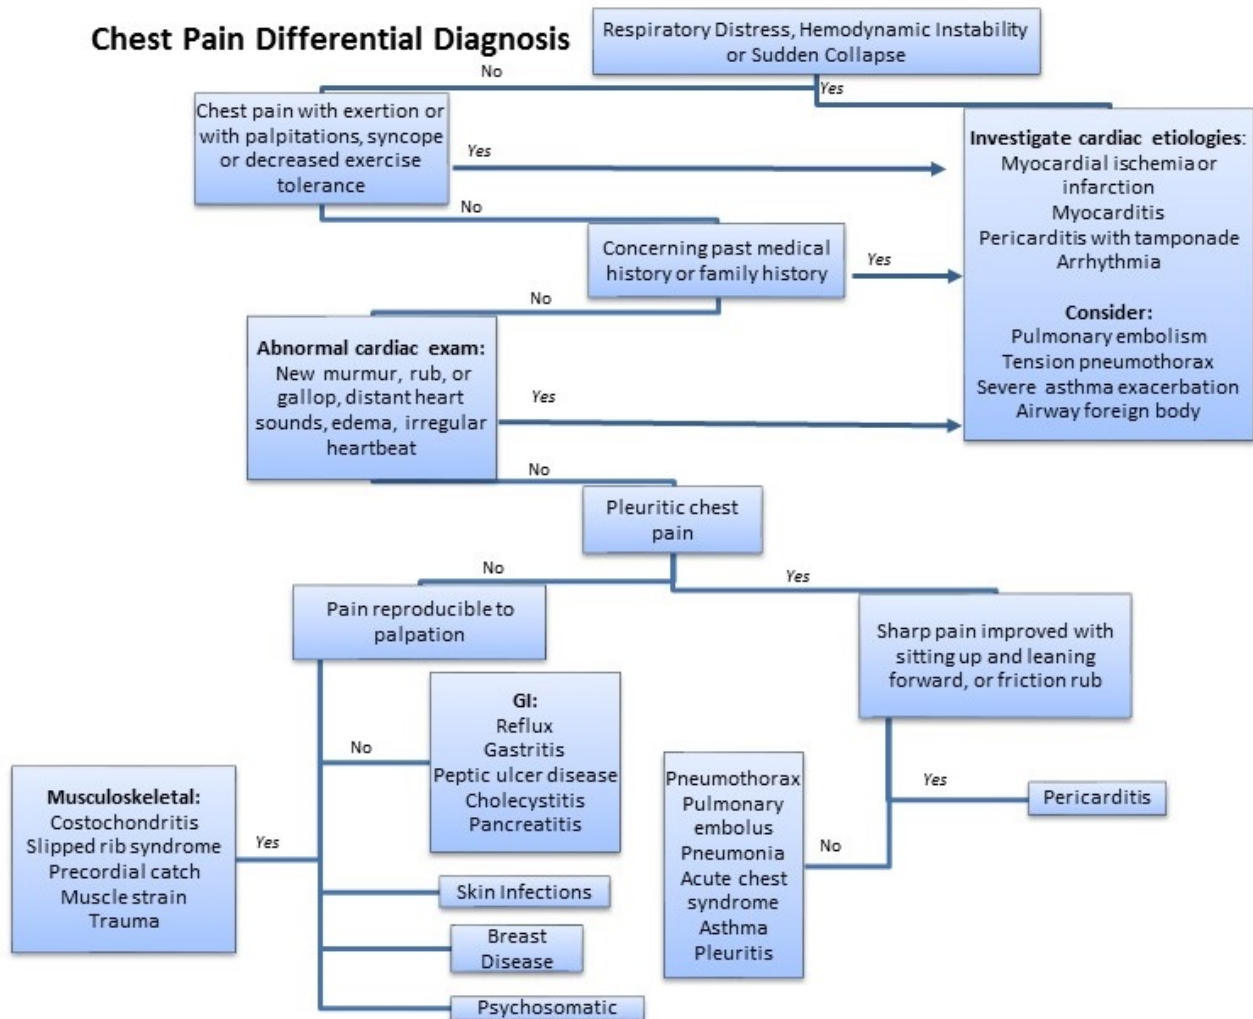 Chest Pain Differential Diagnosis
Respiratory Distress, Hemodynamic Instability
or Sudden Collapse
No
Yes
Chest pain with exertion or
with palpitations, syncope
or decreased exercise
tolerance
Yes
Investigate cardiac etiologies:
Myocardial ischemia or
infarction
Myocarditis
Pericarditis with tamponade
Arrhythmia
Consider:
Pulmonary embolism
Tension pneumothorax
Severe asthma exacerbation
Airway foreign body
No
Concerning past medical
history or family history
Yes
No
Abnormal cardiac exam:
New murmur, rub, or
gallop, distant heart
sounds, edema, irregular
heartbeat
Yes
No
Pleuritic chest
pain
No
Yes
Pain reproducible to
palpation
Sharp pain improved with
sitting up and leaning
forward, or friction rub
No
GI:
Reflux
Gastritis
Peptic ulcer disease
Cholecystitis
Pancreatitis
Musculoskeletal:
Costochondritis
Slipped rib syndrome
Precordial catch
Muscle strain
Trauma
Yes
Skin Infections
Breast
Disease
Psychosomatic
Pneumothorax
Pulmonary
embolus
Pneumonia
Acute chest
syndrome
Asthma
Pleuritis
No
Yes
Pericarditis